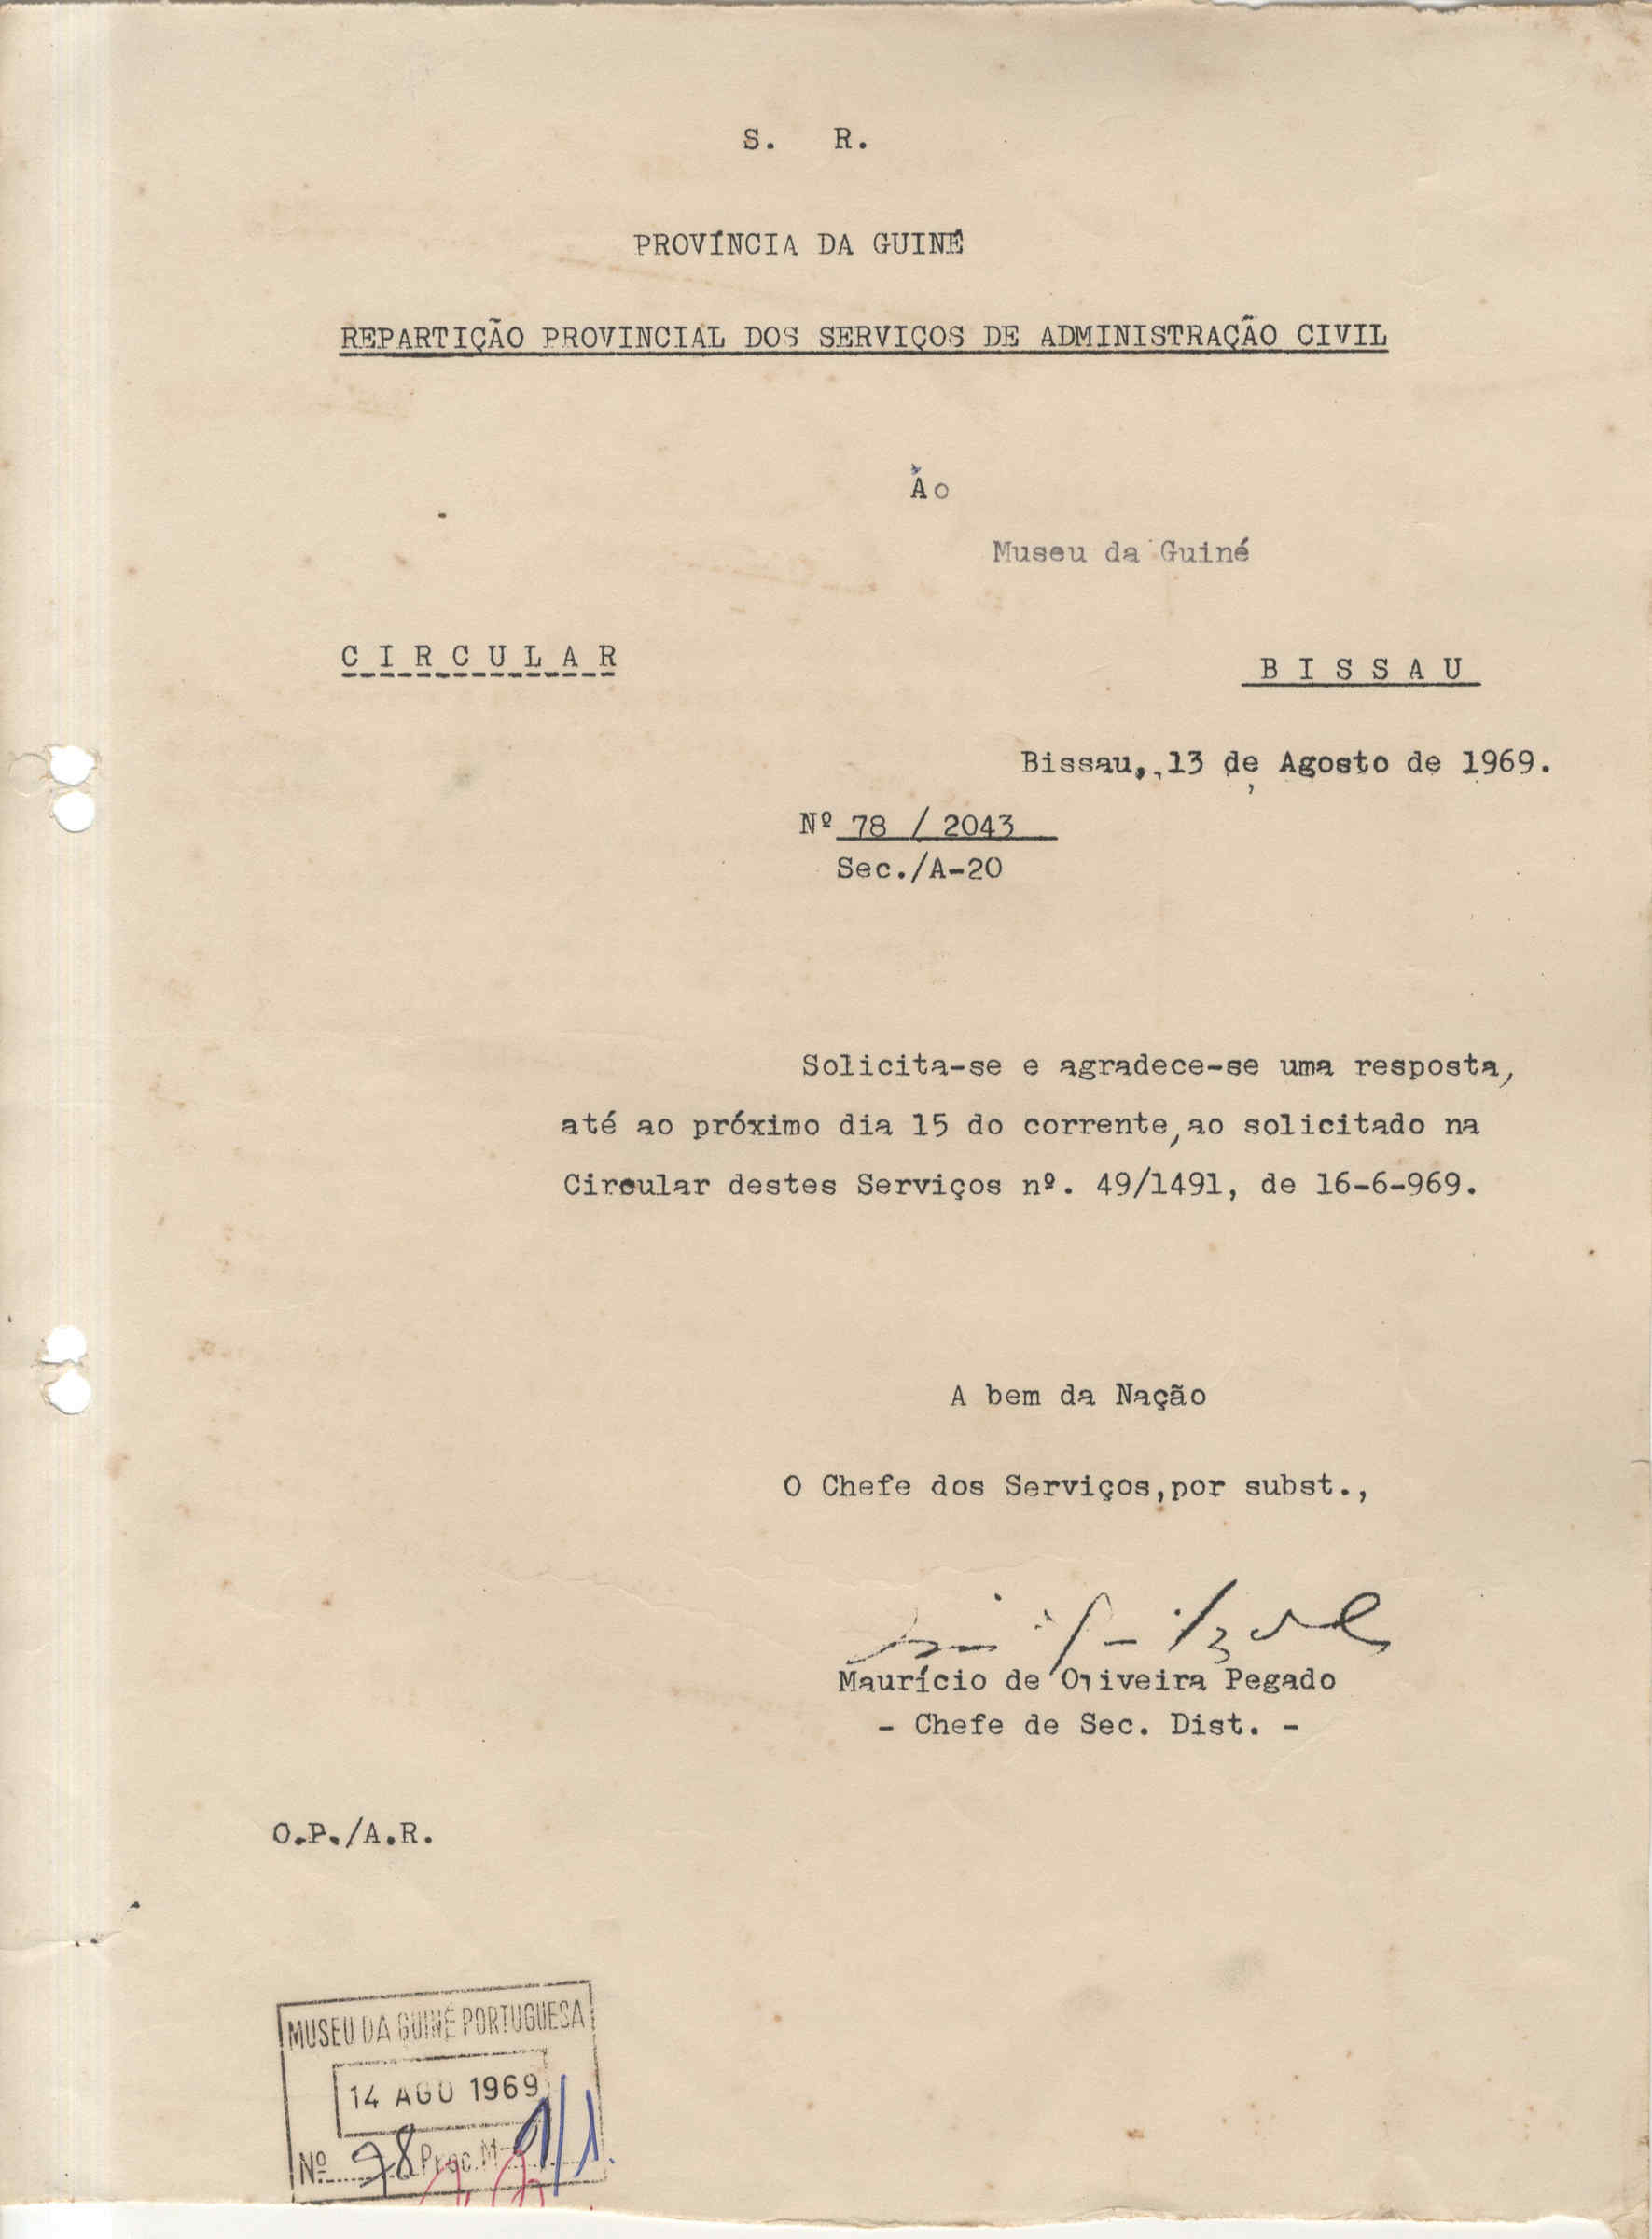 S. R.
PROVÍNCIA DA GUINÉ
REPARTIÇÃO PROVINCIAL DOS SERVIÇOS DE ADMINISTRAÇÃO CIVIL
Ao
Museu da Guiné
C I R C U L A R
B I S S A U
Bissau, 13 de Agosto de 1969.
Nº 78 / 2043
Sec./A-20
Solicita-se e agradece-se uma resposta,
até ao próximo dia 15 do corrente, ao solicitado na
Circular destes Serviços nº. 49/1491, de 16-6-969.
A bem da Nação
O Chefe dos Serviços, por subst.,
Maurício de Oliveira Pegado
- Chefe de Sec. Dist. -
O.P./A.R.
MUSEU DA GUINÉ PORTUGUESA
14 AGO 1969
Nº 98 Proc. M-